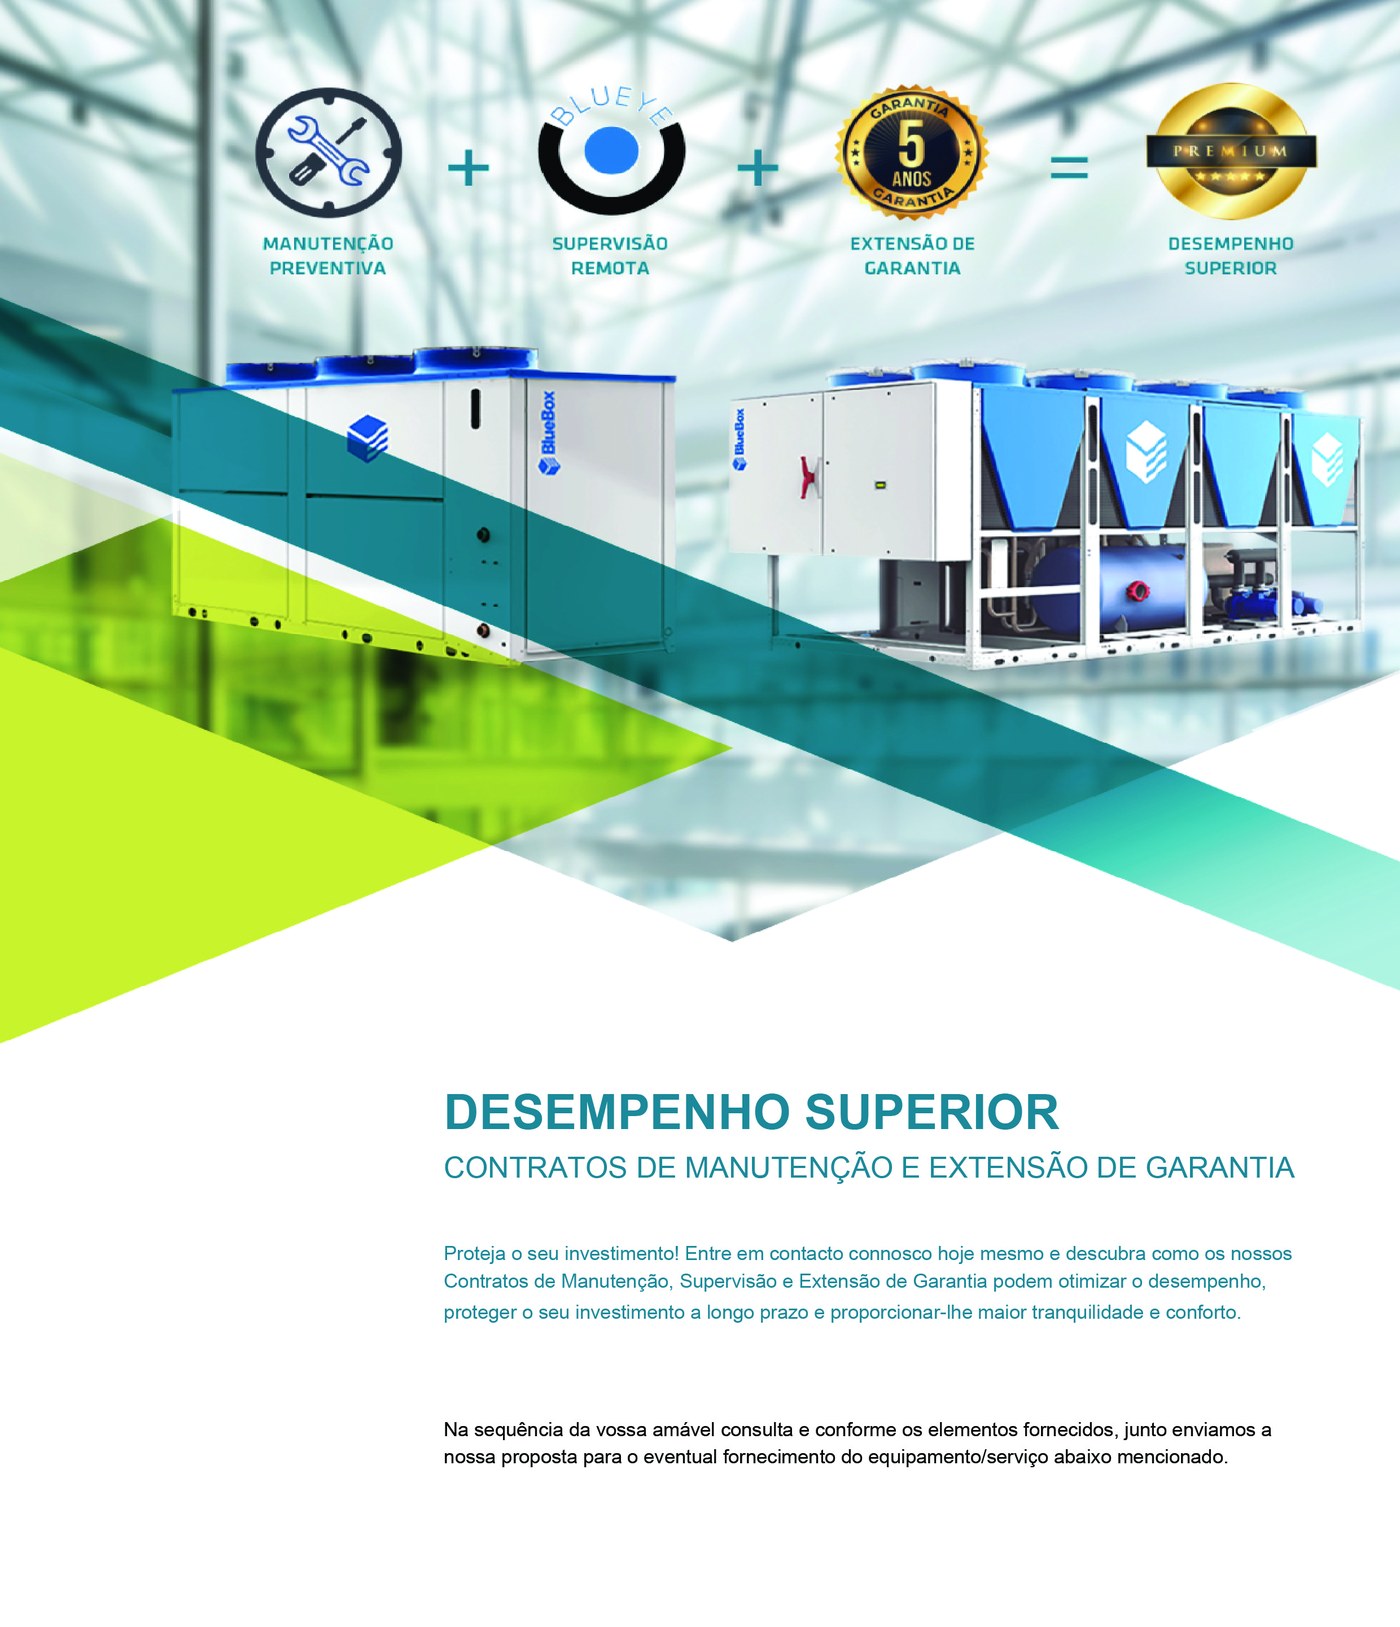 BLUEYE
GARANTIA
5
ANOS
GARANTIA
PREMIUM
MANUTENÇÃO
PREVENTIVA
SUPERVISÃO
REMOTA
EXTENSÃO DE
GARANTIA
DESEMPENHO
SUPERIOR
BlueBox
BlueBox
DESEMPENHO SUPERIOR
CONTRATOS DE MANUTENÇÃO E EXTENSÃO DE GARANTIA
Proteja o seu investimento! Entre em contacto connosco hoje mesmo e descubra como os nossos
Contratos de Manutenção, Supervisão e Extensão de Garantia podem otimizar o desempenho,
proteger o seu investimento a longo prazo e proporcionar-lhe maior tranquilidade e conforto.
Na sequência da vossa amável consulta e conforme os elementos fornecidos, junto enviamos a
nossa proposta para o eventual fornecimento do equipamento/serviço abaixo mencionado.